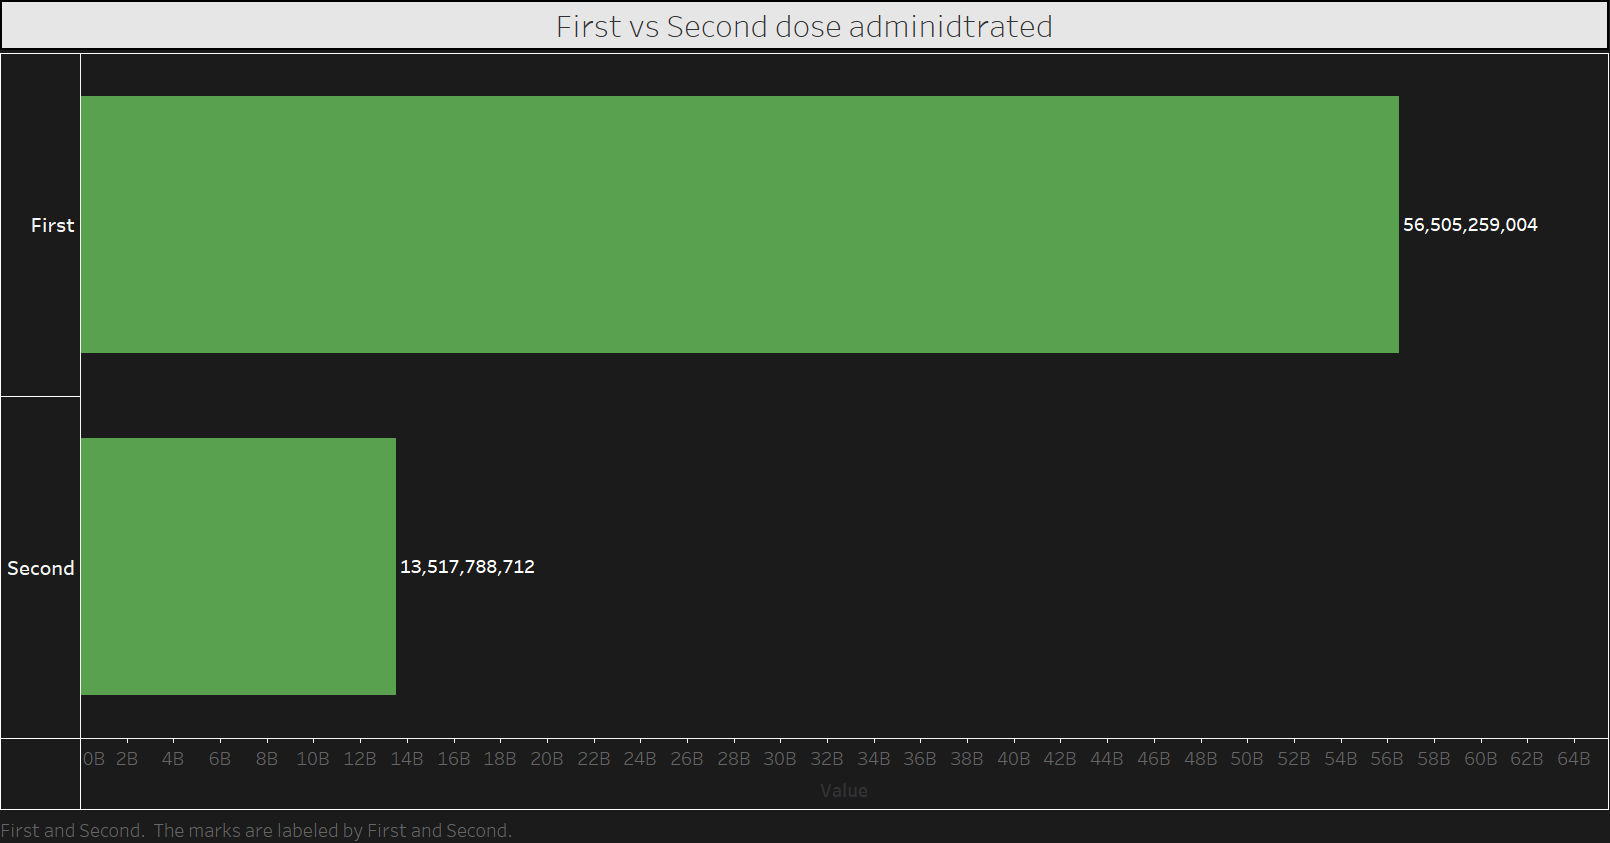 First vs Second dose adminidtrated
First
56,505,259,004
Second
13,517,788,712
0B 2B 4B 6B 8B 10B 12B 14B 16B 18B 20B 22B 24B 26B 28B 30B 32B 34B 36B 38B 40B 42B 44B 46B 48B 50B 52B 54B 56B 58B 60B 62B 64B
Value
First and Second. The marks are labeled by First and Second.